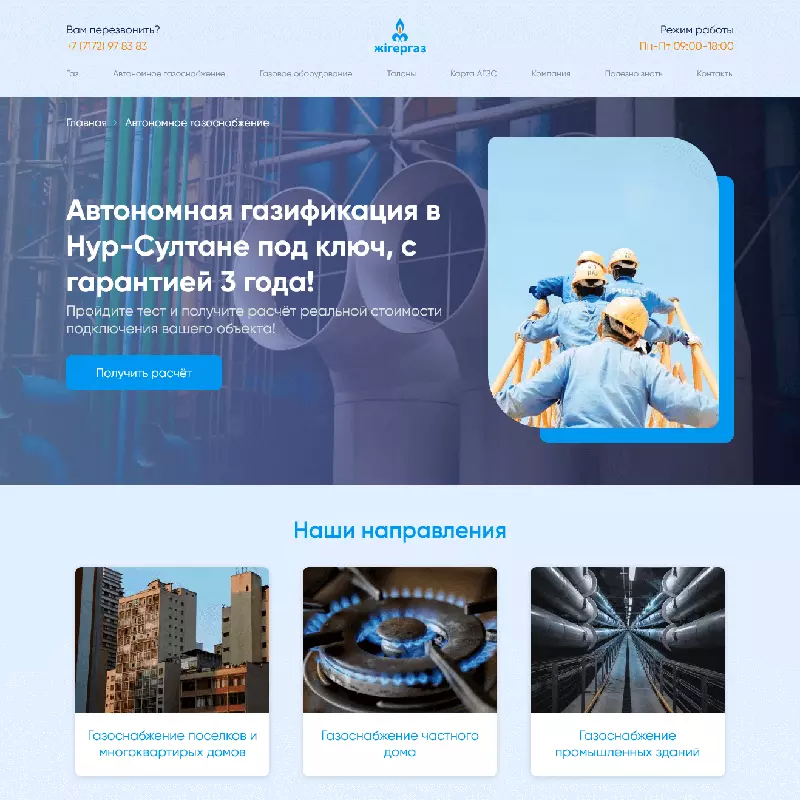 Вам перезвонить?
+7 (7172) 97 83 83
жігергаз
Режим работы
Пн-Пт 09:00-18:00
Газ Автономное газоснабжение Газовое оборудование Талоны Карта АГЗС Компания Полезно знать Контакты
Главная > Автономное газоснабжение
Автономная газификация в
Нур-Султане под ключ, с
гарантией 3 года!
Пройдите тест и получите расчёт реальной стоимости
подключения вашего объекта!
Получить расчёт
Наши направления
Газоснабжение поселков и
многоквартирых домов
Газоснабжение частного
дома
Газоснабжение
промышленных зданий